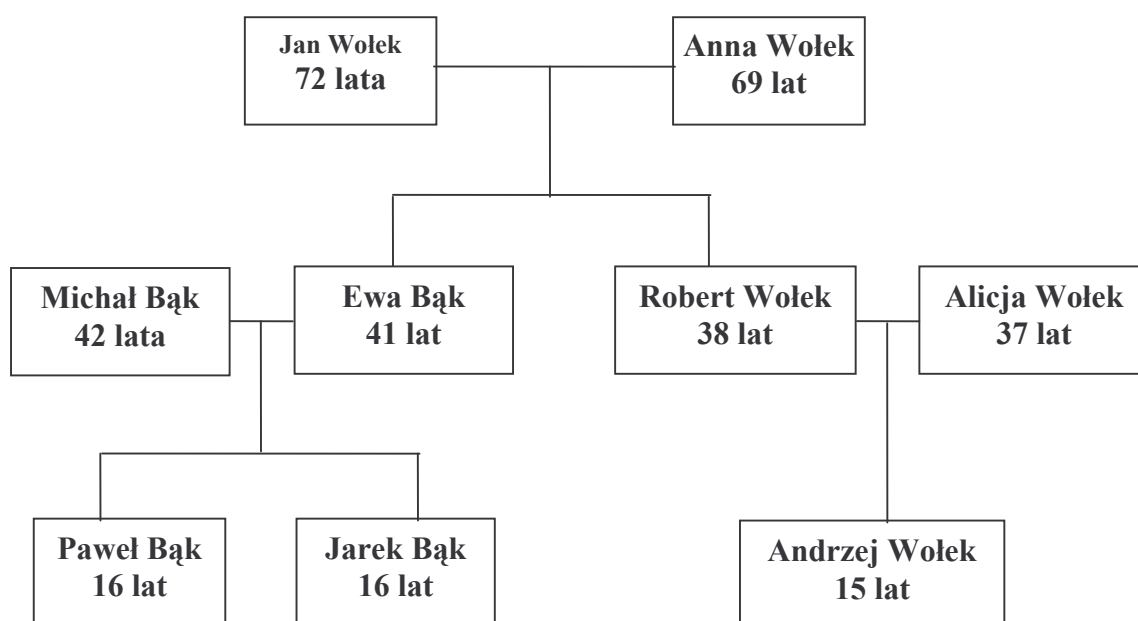 Jan Wołek
72 lata
Anna Wołek
69 lat
Michał Bąk
42 lata
Ewa Bąk
41 lat
Robert Wołek
38 lat
Alicja Wołek
37 lat
Paweł Bąk
16 lat
Jarek Bąk
16 lat
Andrzej Wołek
15 lat